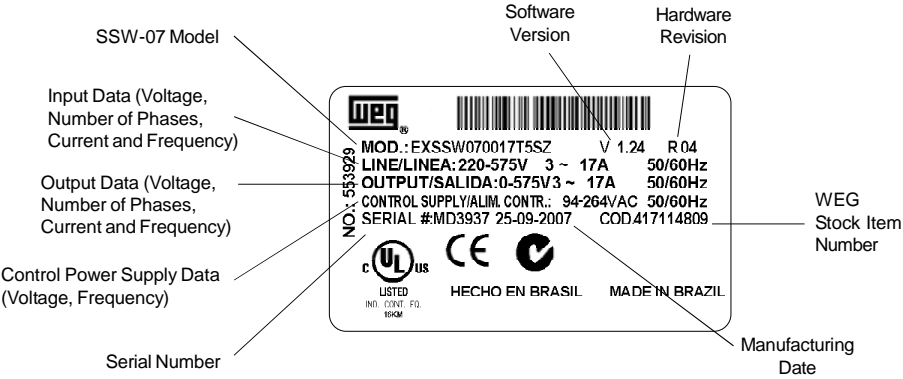 SSW-07 Model
Software
Version
Hardware
Revision
Input Data (Voltage,
Number of Phases,
Current and Frequency)
Output Data (Voltage,
Number of Phases,
Current and Frequency)
Control Power Supply Data
(Voltage, Frequency)
Serial Number
weg
®
MOD.:EXSSW070017T5SZ V 1.24 R.04
LINE/LINEA:220-575V 3 ~ 17A 50/60Hz
OUTPUT/SALIDA:0-575V 3 ~ 17A 50/60Hz
CONTROL SUPPLY/ALIM. CONTR.: 94-264VAC 50/60Hz
SERIAL #:MD3937 25-09-2007 COD.417114809
NO.: 553929
C UL US
LISTED
IND. CONT. EQ.
16KM
CE
HECHO EN BRASIL MADE IN BRAZIL
WEG
Stock Item
Number
Manufacturing
Date